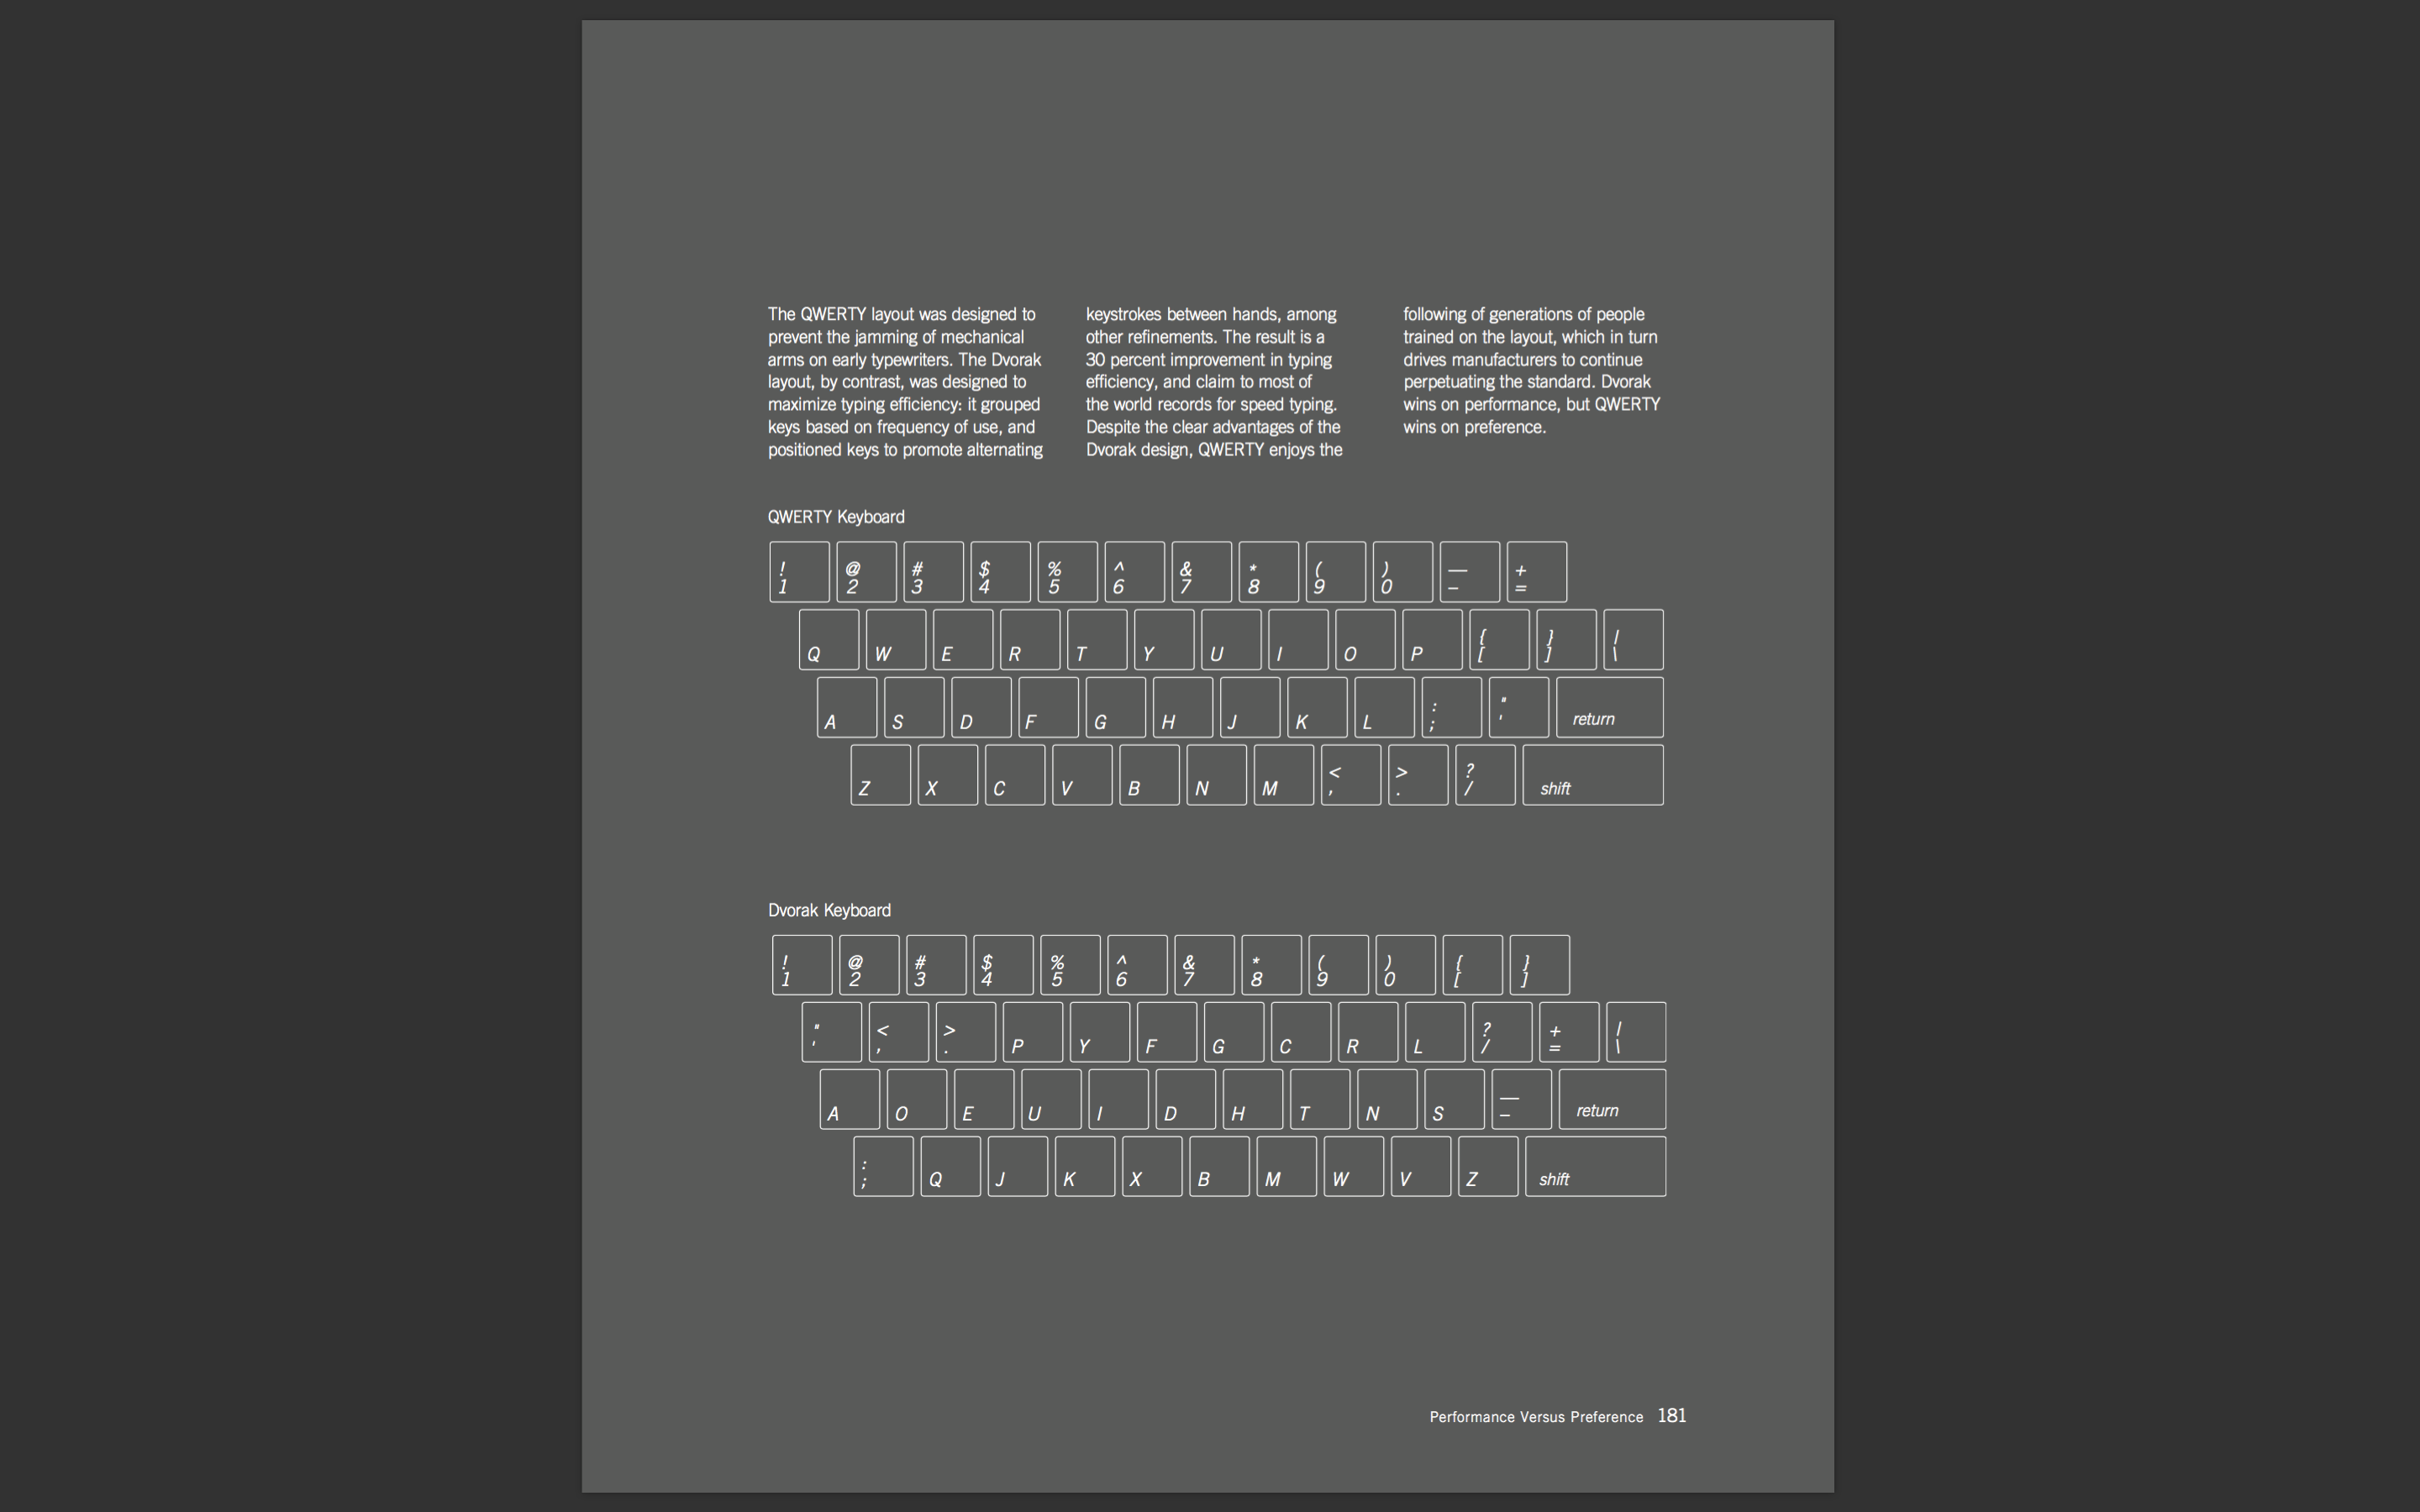 The QWERTY layout was designed to
prevent the jamming of mechanical
arms on early typewriters. The Dvorak
layout, by contrast, was designed to
maximize typing efficiency: it grouped
keys based on frequency of use, and
positioned keys to promote alternating
keystrokes between hands, among
other refinements. The result is a
30 percent improvement in typing
efficiency, and claim to most of
the world records for speed typing.
Despite the clear advantages of the
Dvorak design, QWERTY enjoys the
following of generations of people
trained on the layout, which in turn
drives manufacturers to continue
perpetuating the standard. Dvorak
wins on performance, but QWERTY
wins on preference.
QWERTY Keyboard
! @ # $ % ^ & * ( ) — +
1 2 3 4 5 6 7 8 9 0 – =
{ } |
Q W E R T Y U I O P [ ] \
: "
A S D F G H J K L ; ' return
< > ?
Z X C V B N M , . / shift
Dvorak Keyboard
! @ # $ % ^ & * ( ) { }
1 2 3 4 5 6 7 8 9 0 [ ]
" < > ? + |
' , . P Y F G C R L / = \
—
A O E U I D H T N S – return
:
; Q J K X B M W V Z shift
Performance Versus Preference 181